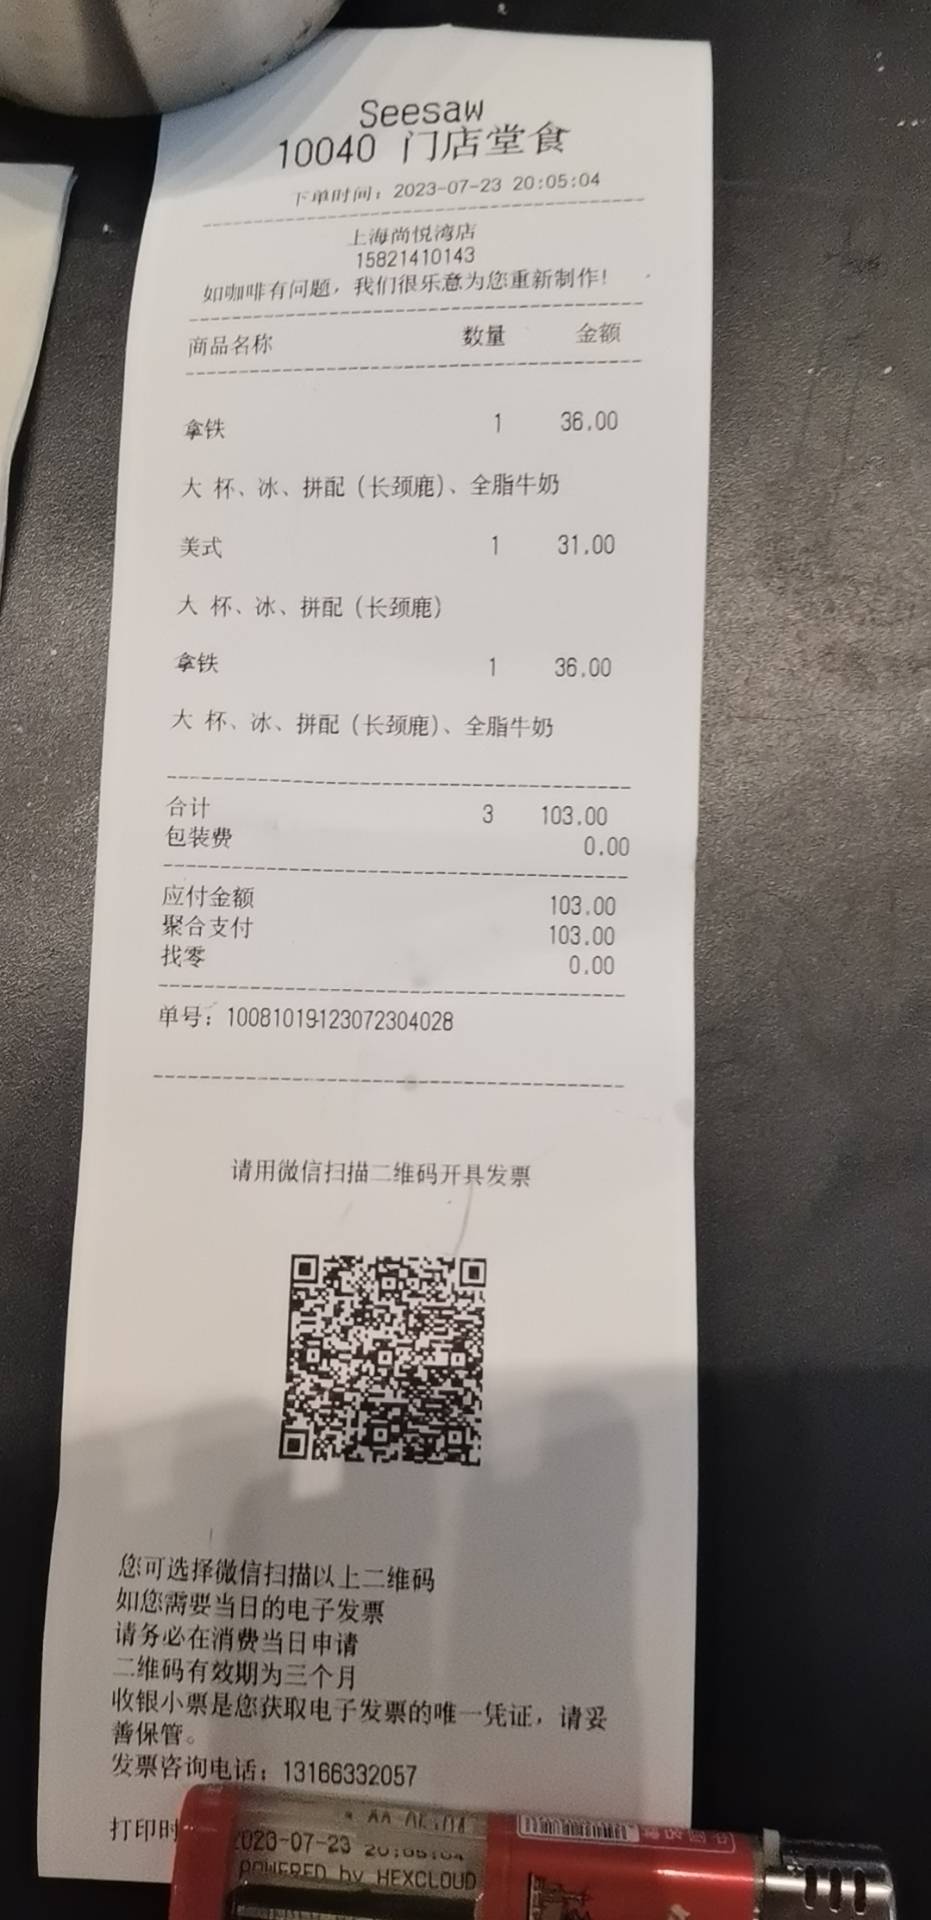 Seesaw
10040 门店堂食
下单时间：2023-07-23 20:05:04
上海尚悦湾店
15821410143
如咖啡有问题，我们很乐意为您重新制作！
商品名称 数量 金额
拿铁 1 36.00
大 杯、冰、拼配（长颈鹿）、全脂牛奶
美式 1 31.00
大 杯、冰、拼配（长颈鹿）
拿铁 1 36.00
大 杯、冰、拼配（长颈鹿）、全脂牛奶
合计 3 103.00
包装费 0.00
应付金额 103.00
聚合支付 103.00
找零 0.00
单号：10081019123072304028
请用微信扫描二维码开具发票
您可选择微信扫描以上二维码
如您需要当日的电子发票
请务必在消费当日申请
二维码有效期为三个月
收银小票是您获取电子发票的唯一凭证，请妥
善保管。
发票咨询电话：13166332057
打印时 2023-07-23 20:05:04
POWERED by HEXCLOUD